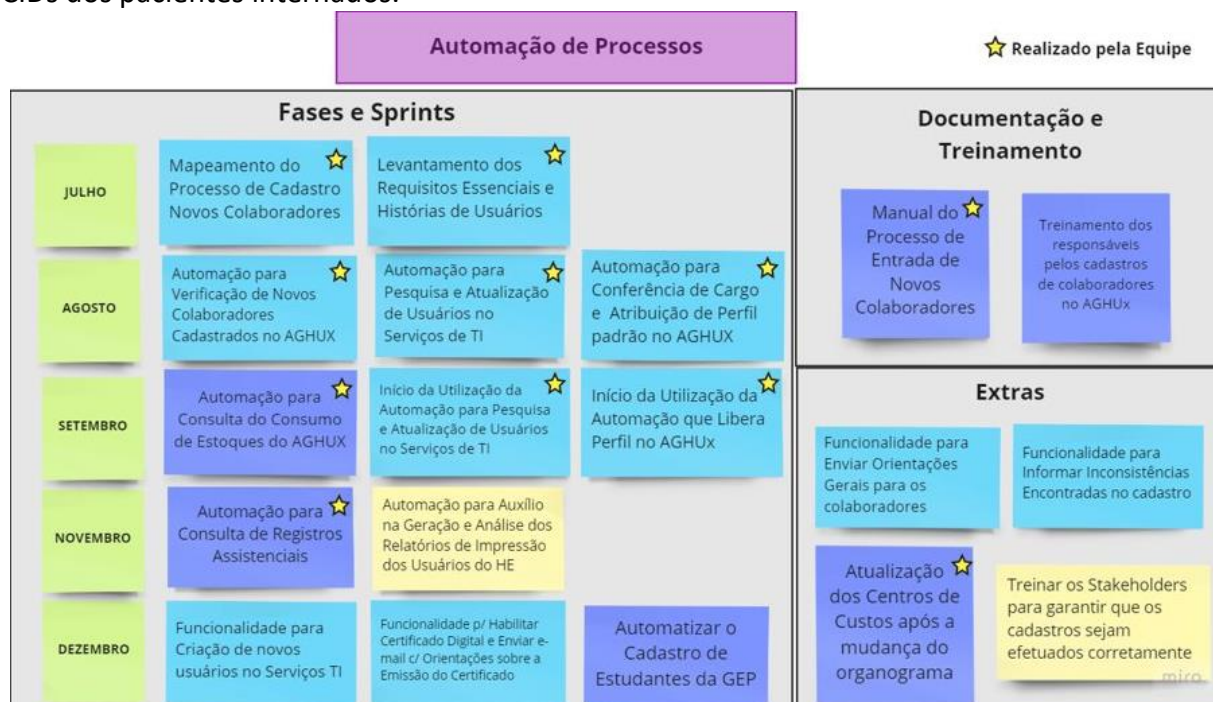 CIDs dos pacientes internados.
Automação de Processos
Realizado pela Equipe
Fases e Sprints
JULHO
Mapeamento do
Processo de Cadastro
Novos Colaboradores
Levantamento dos
Requisitos Essenciais e
Histórias de Usuários
AGOSTO
Automação para
Verificação de Novos
Colaboradores
Cadastrados no AGHUX
Automação para
Pesquisa e Atualização
de Usuários no
Serviços de TI
Automação para
Conferência de Cargo
e Atribuição de Perfil
padrão no AGHUX
SETEMBRO
Automação para
Consulta do Consumo
de Estoques do AGHUX
Início da Utilização da
Automação para Pesquisa
e Atualização de Usuários
no Serviços de TI
Início da Utilização da
Automação que Libera
Perfil no AGHUx
NOVEMBRO
Automação para
Consulta de Registros
Assistenciais
Automação para Auxílio
na Geração e Análise dos
Relatórios de Impressão
dos Usuários do HE
DEZEMBRO
Funcionalidade para
Criação de novos
usuários no Serviços TI
Funcionalidade p/ Habilitar
Certificado Digital e Enviar e-
mail c/ Orientações sobre a
Emissão do Certificado
Automatizar o
Cadastro de
Estudantes da GEP
Documentação e
Treinamento
Manual do
Processo de
Entrada de
Novos
Colaboradores
Treinamento dos
responsáveis
pelos cadastros
de colaboradores
no AGHUx
Extras
Funcionalidade para
Enviar Orientações
Gerais para os
colaboradores
Funcionalidade para
Informar Inconsistências
Encontradas no cadastro
Atualização
dos Centros de
Custos após a
mudança do
organograma
Treinar os Stakeholders
para garantir que os
cadastros sejam
efetuados corretamente
miro